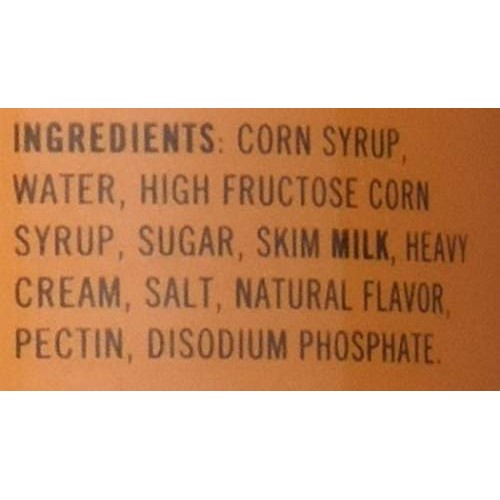 INGREDIENTS: CORN SYRUP,
WATER, HIGH FRUCTOSE CORN
SYRUP, SUGAR, SKIM MILK, HEAVY
CREAM, SALT, NATURAL FLAVOR,
PECTIN, DISODIUM PHOSPHATE.